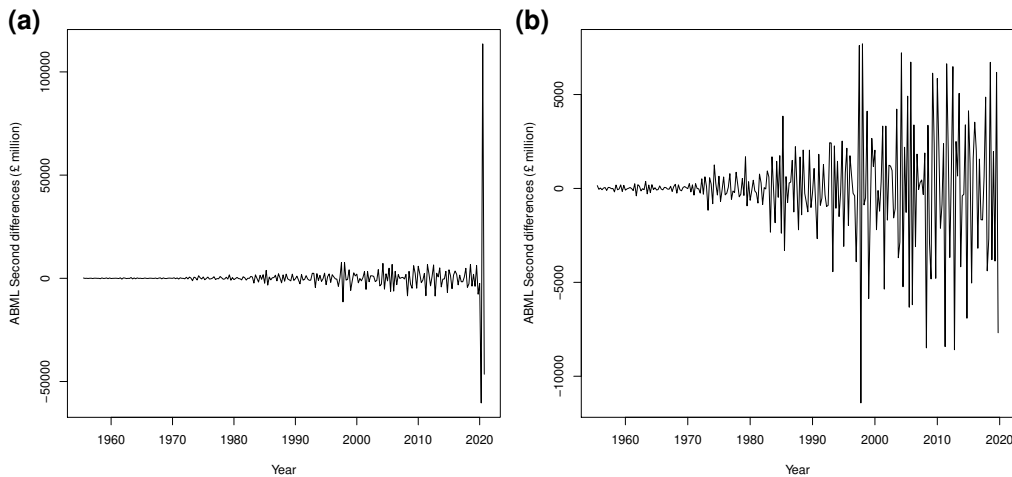 (a)
ABML Second differences (£ million)
100000
50000
0
−50000
1960 1970 1980 1990 2000 2010 2020
Year
(b)
ABML Second differences (£ million)
5000
0
−5000
−10000
1960 1970 1980 1990 2000 2010 2020
Year